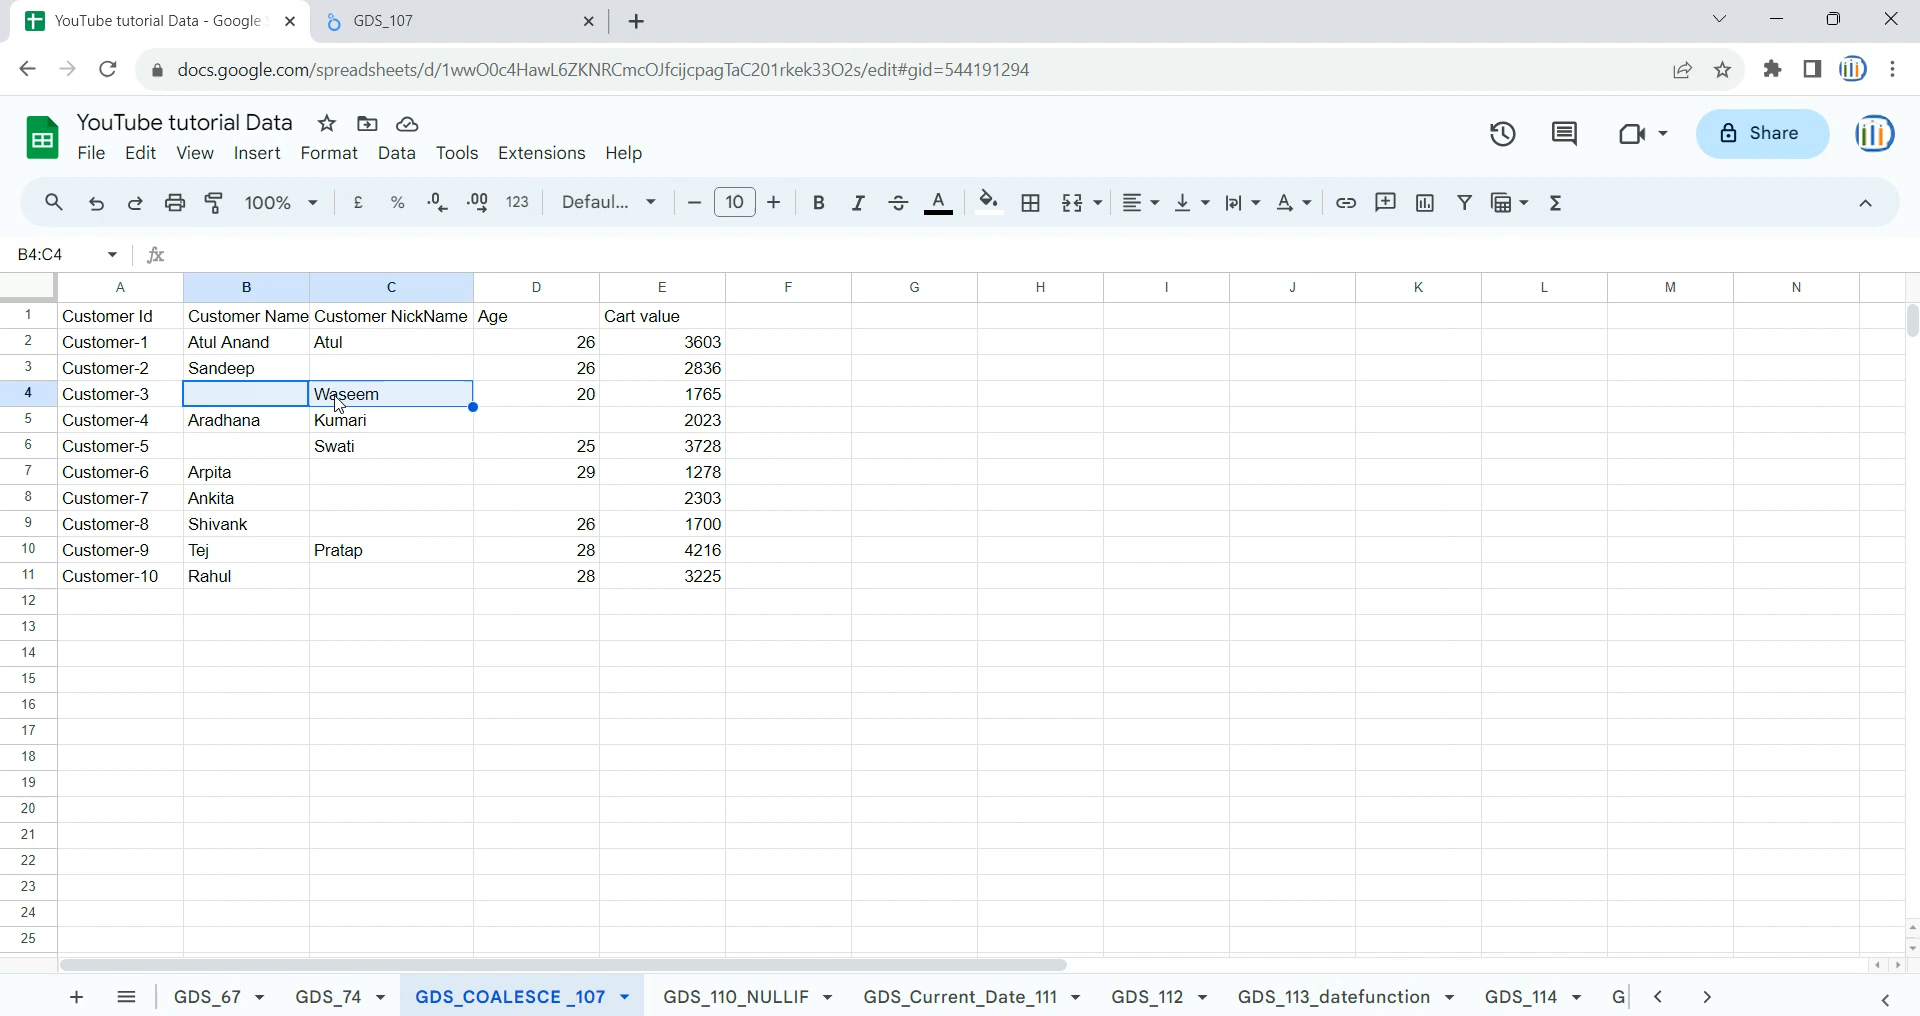 YouTube tutorial Data - Google
GDS_107
docs.google.com/spreadsheets/d/1wwO0c4HawL6ZKNRCmcOJfcijcpagTaC201rkek33O2s/edit#gid=544191294
YouTube tutorial Data
File Edit View Insert Format Data Tools Extensions Help
Share
100% £ % .0 .00 123 Defaul... 10 B I A
B4:C4 fx
A B C D E F G H I J K L M N
1 Customer Id Customer Name Customer NickName Age Cart value
2 Customer-1 Atul Anand Atul 26 3603
3 Customer-2 Sandeep 26 2836
4 Customer-3 Waseem 20 1765
5 Customer-4 Aradhana Kumari 2023
6 Customer-5 Swati 25 3728
7 Customer-6 Arpita 29 1278
8 Customer-7 Ankita 2303
9 Customer-8 Shivank 26 1700
10 Customer-9 Tej Pratap 28 4216
11 Customer-10 Rahul 28 3225
12
13
14
15
16
17
18
19
20
21
22
23
24
25
GDS_67 GDS_74 GDS_COALESCE _107 GDS_110_NULLIF GDS_Current_Date_111 GDS_112 GDS_113_datefunction GDS_114 G